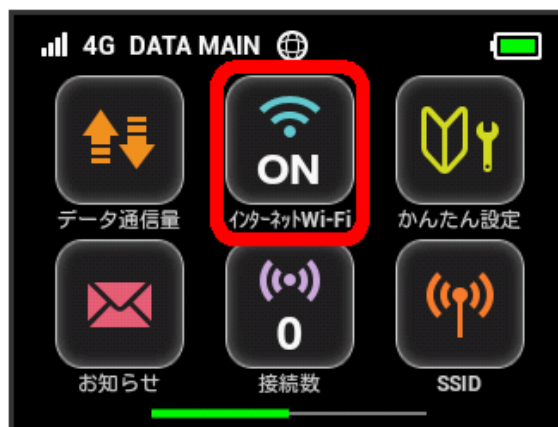 4G DATA MAIN
ON
データ通信量 インターネットWi-Fi かんたん設定
0
お知らせ 接続数 SSID